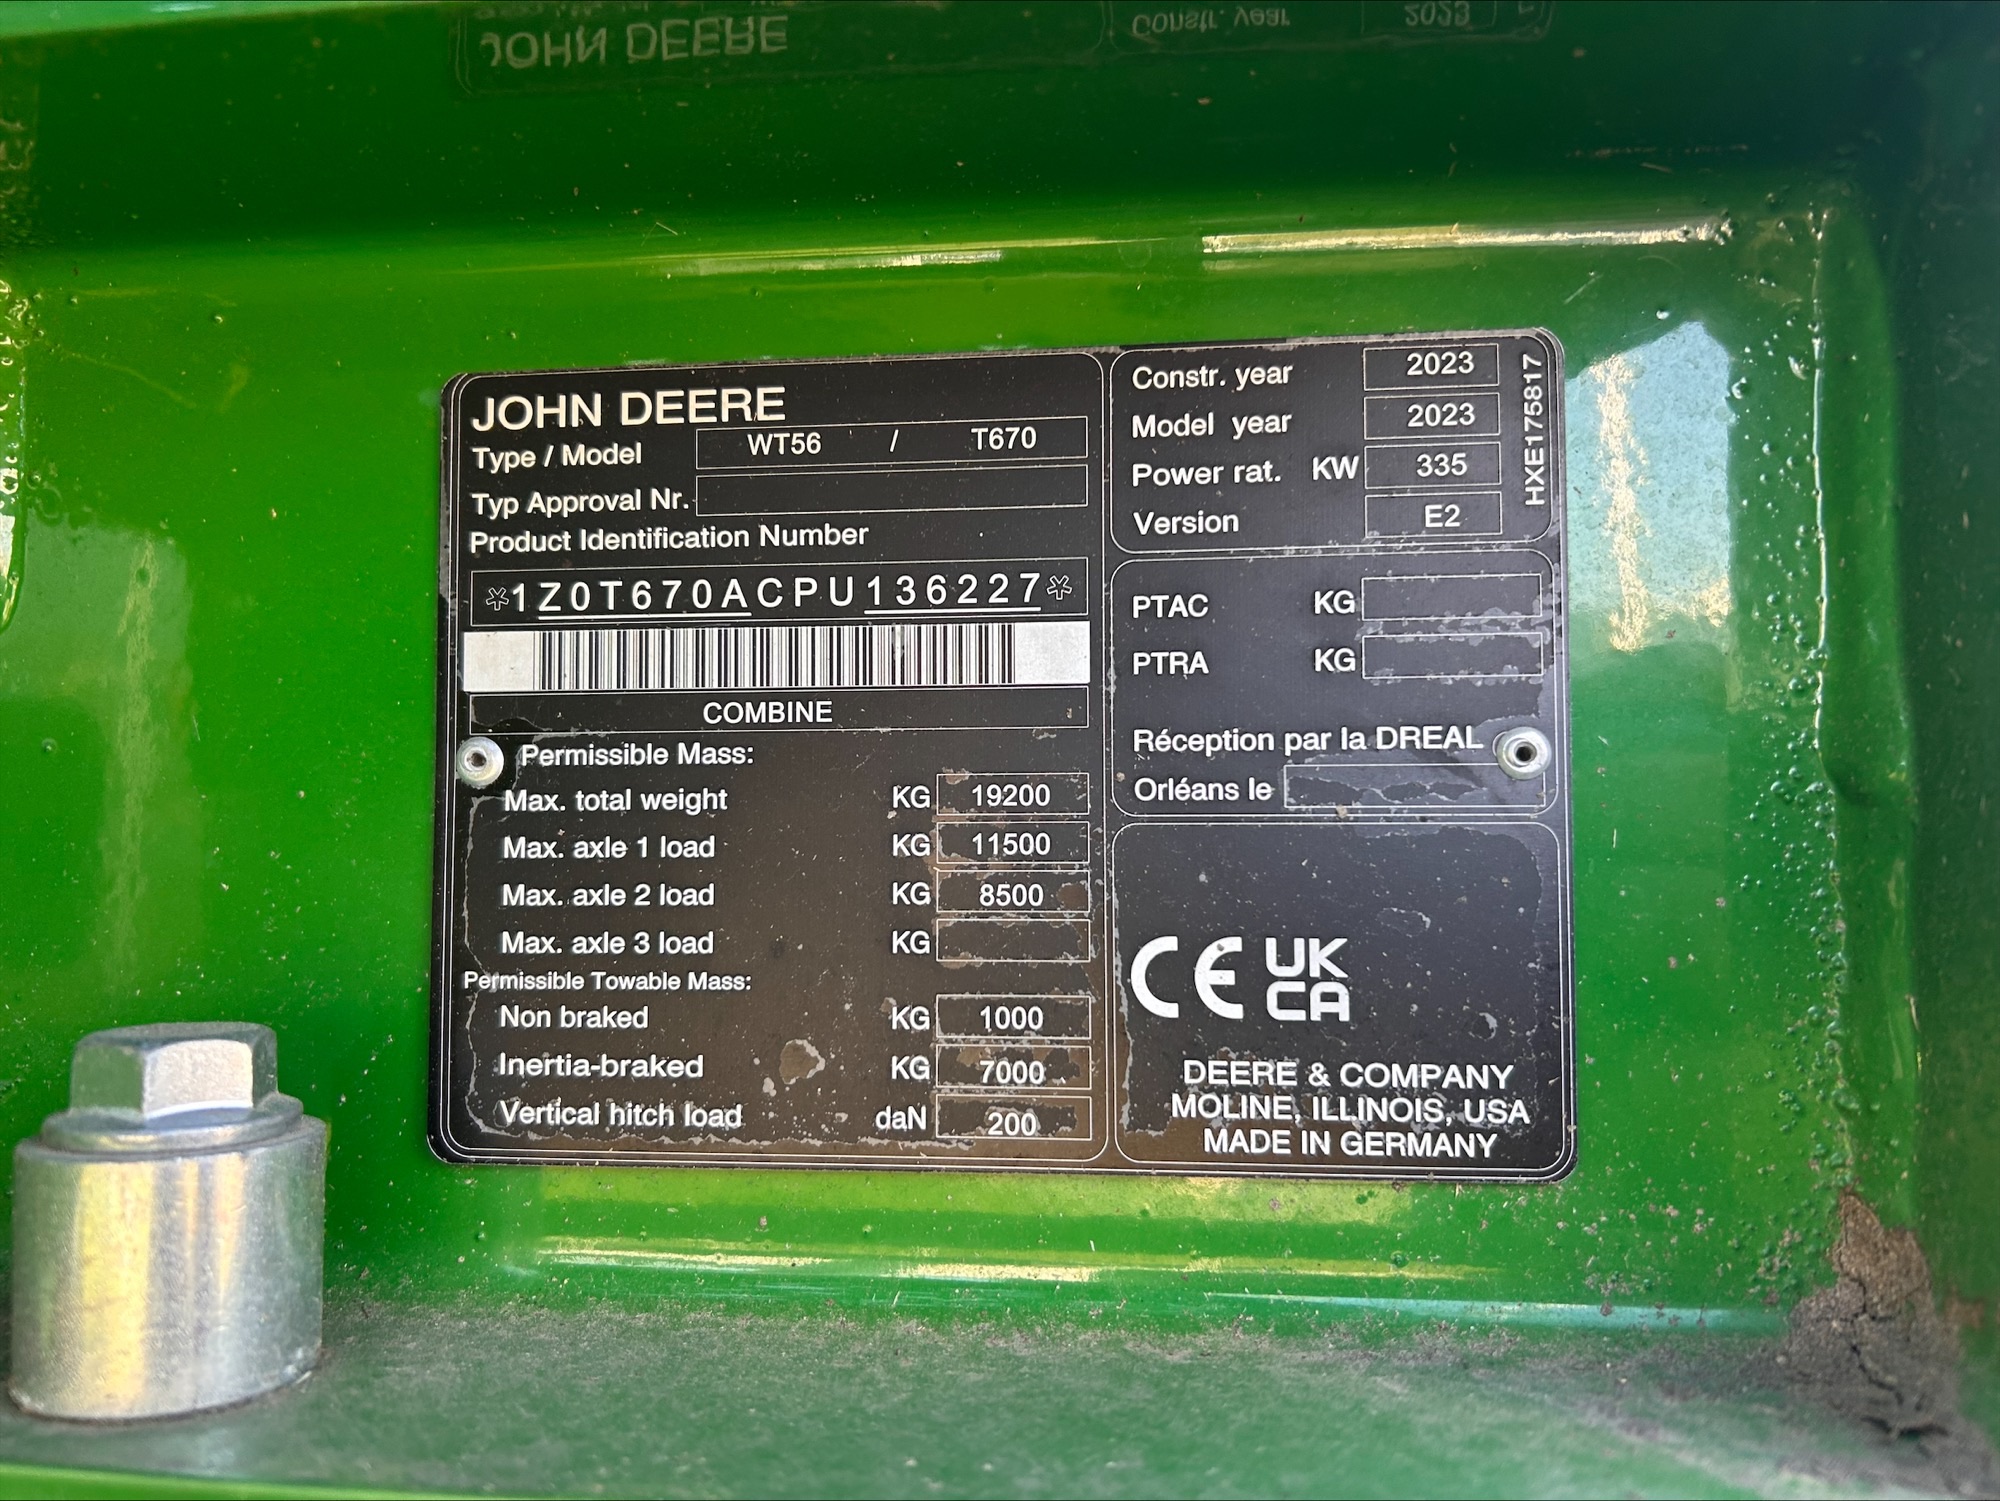 JOHN DEERE
Type / Model WT56 / T670
Typ Approval Nr.
Product Identification Number
*1Z0T670ACPU136227*
COMBINE
Permissible Mass:
Max. total weight KG 19200
Max. axle 1 load KG 11500
Max. axle 2 load KG 8500
Max. axle 3 load KG
Permissible Towable Mass:
Non braked KG 1000
Inertia-braked KG 7000
Vertical hitch load daN 200
Constr. year 2023
Model year 2023
Power rat. KW 335
Version E2
HXE175817
PTAC KG
PTRA KG
Réception par la DREAL
Orléans le
CE UK
CA
DEERE & COMPANY
MOLINE, ILLINOIS, USA
MADE IN GERMANY
JOHN DEERE
Constr. year 2023